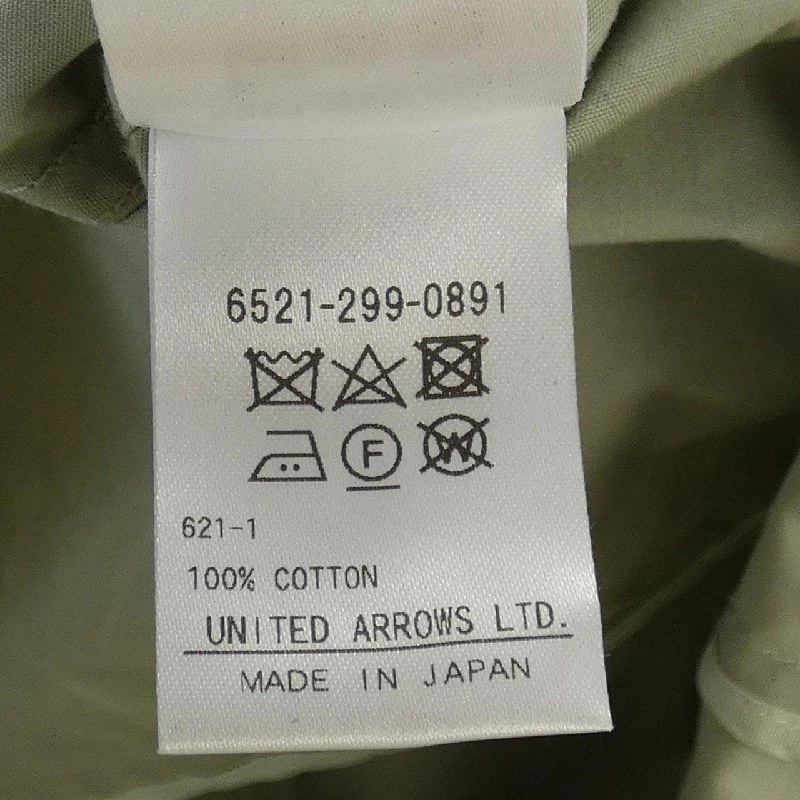 6521-299-0891
F W
621-1
100% COTTON
UNITED ARROWS LTD.
MADE IN JAPAN